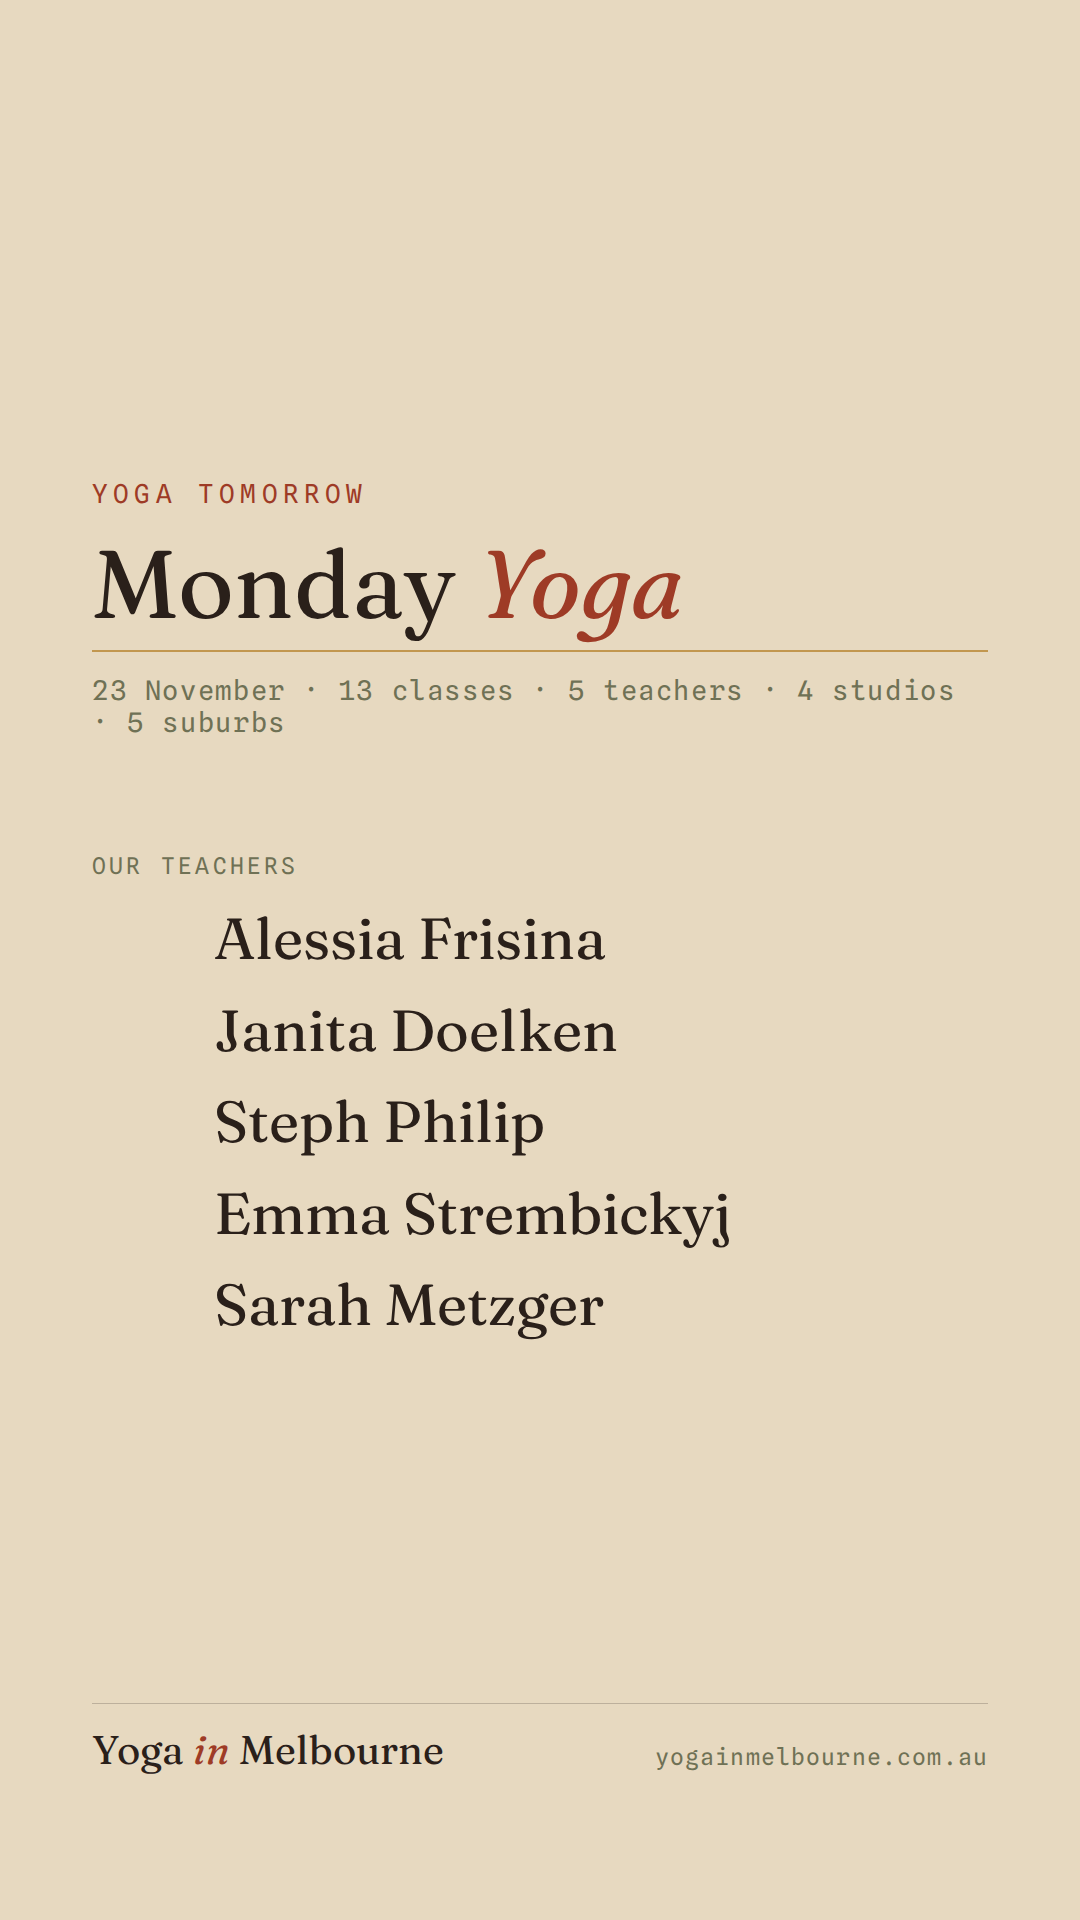 YOGA TOMORROW
Monday Yoga
23 November · 13 classes · 5 teachers · 4 studios
· 5 suburbs
OUR TEACHERS
Alessia Frisina
Janita Doelken
Steph Philip
Emma Strembickyj
Sarah Metzger
Yoga in Melbourne
yogainmelbourne.com.au